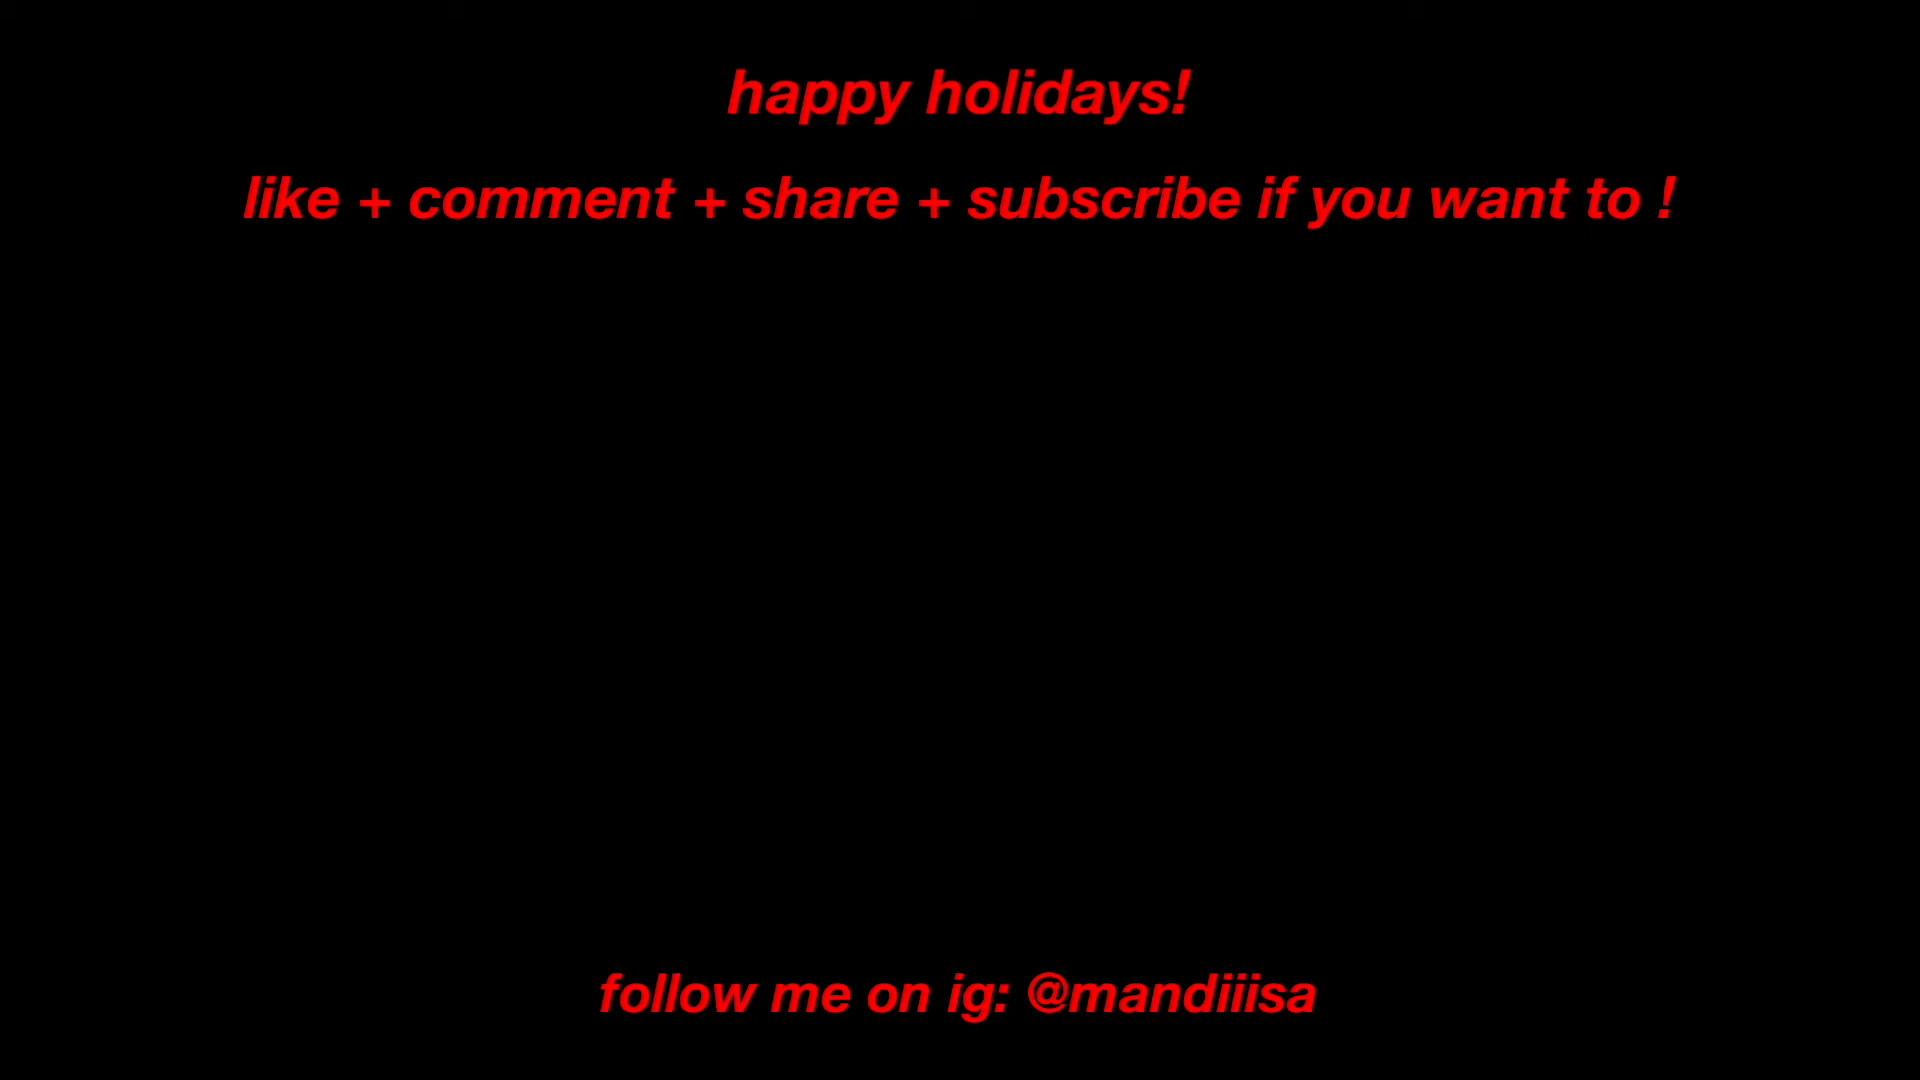 happy holidays!
like + comment + share + subscribe if you want to !
follow me on ig: @mandiiisa